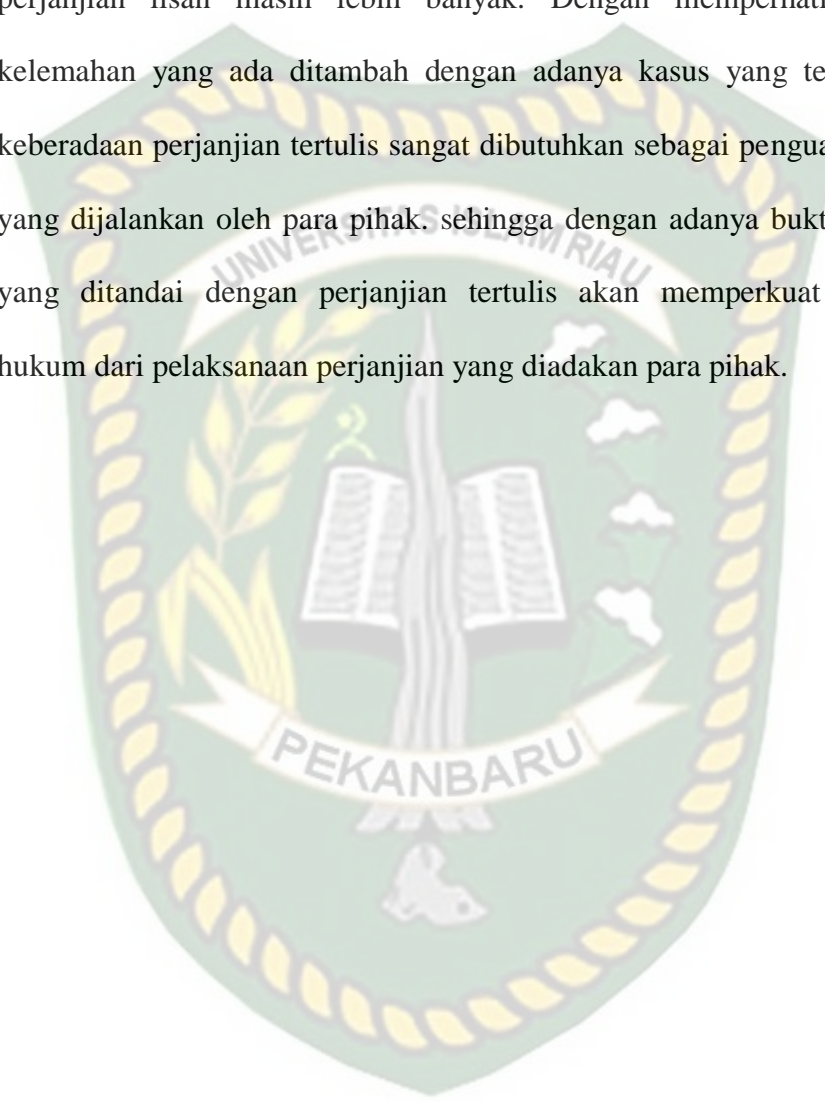 perjanjian lisan masih lebih banyak. Dengan
kelemahan yang ada ditambah dengan adanya kasus yang
keberadaan perjanjian tertulis sangat dibutuhkan sebagai
yang dijalankan oleh para pihak. sehingga dengan adanya
yang ditandai dengan perjanjian tertulis akan memperkuat
hukum dari pelaksanaan perjanjian yang diadakan para pihak.
UNIVERSITAS ISLAM RIAU
PEKANBARU